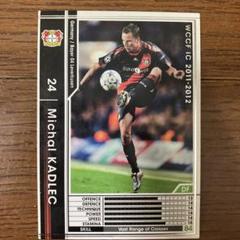 WCCF IC 2011-2012
Germany / Bayer 04 Leverkusen
24
Michal KADLEC
DF
OFFENCE
DEFENCE
TECHNIQUE
POWER
SPEED
STAMINA
84
SKILL
Vast Range of Crosses